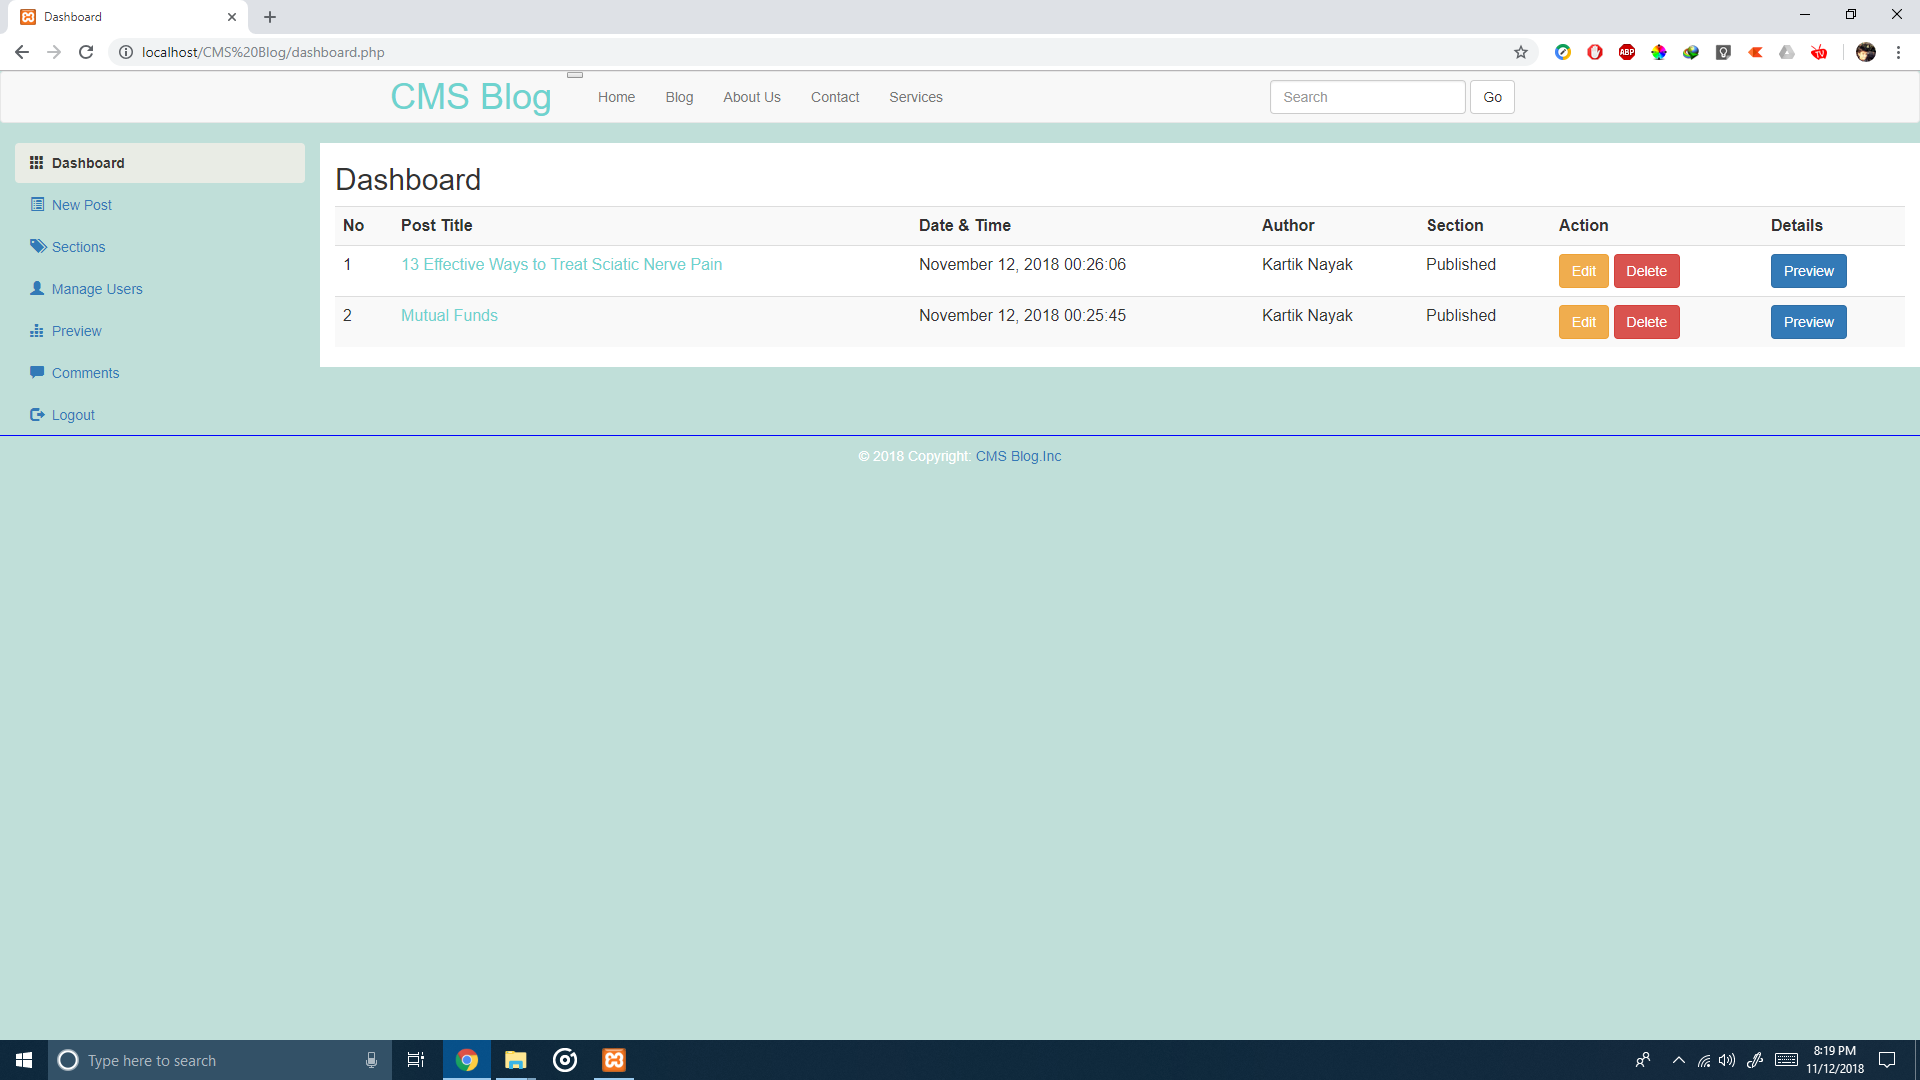 Dashboard
localhost/CMS%20Blog/dashboard.php
ABP
CMS Blog Home Blog About Us Contact Services Search Go
Dashboard
New Post
Sections
Manage Users
Preview
Comments
Logout
Dashboard
No Post Title Date & Time Author Section Action Details
1 13 Effective Ways to Treat Sciatic Nerve Pain November 12, 2018 00:26:06 Kartik Nayak Published Edit Delete Preview
2 Mutual Funds November 12, 2018 00:25:45 Kartik Nayak Published Edit Delete Preview
© 2018 Copyright: CMS Blog.Inc
Type here to search
8:19 PM
11/12/2018